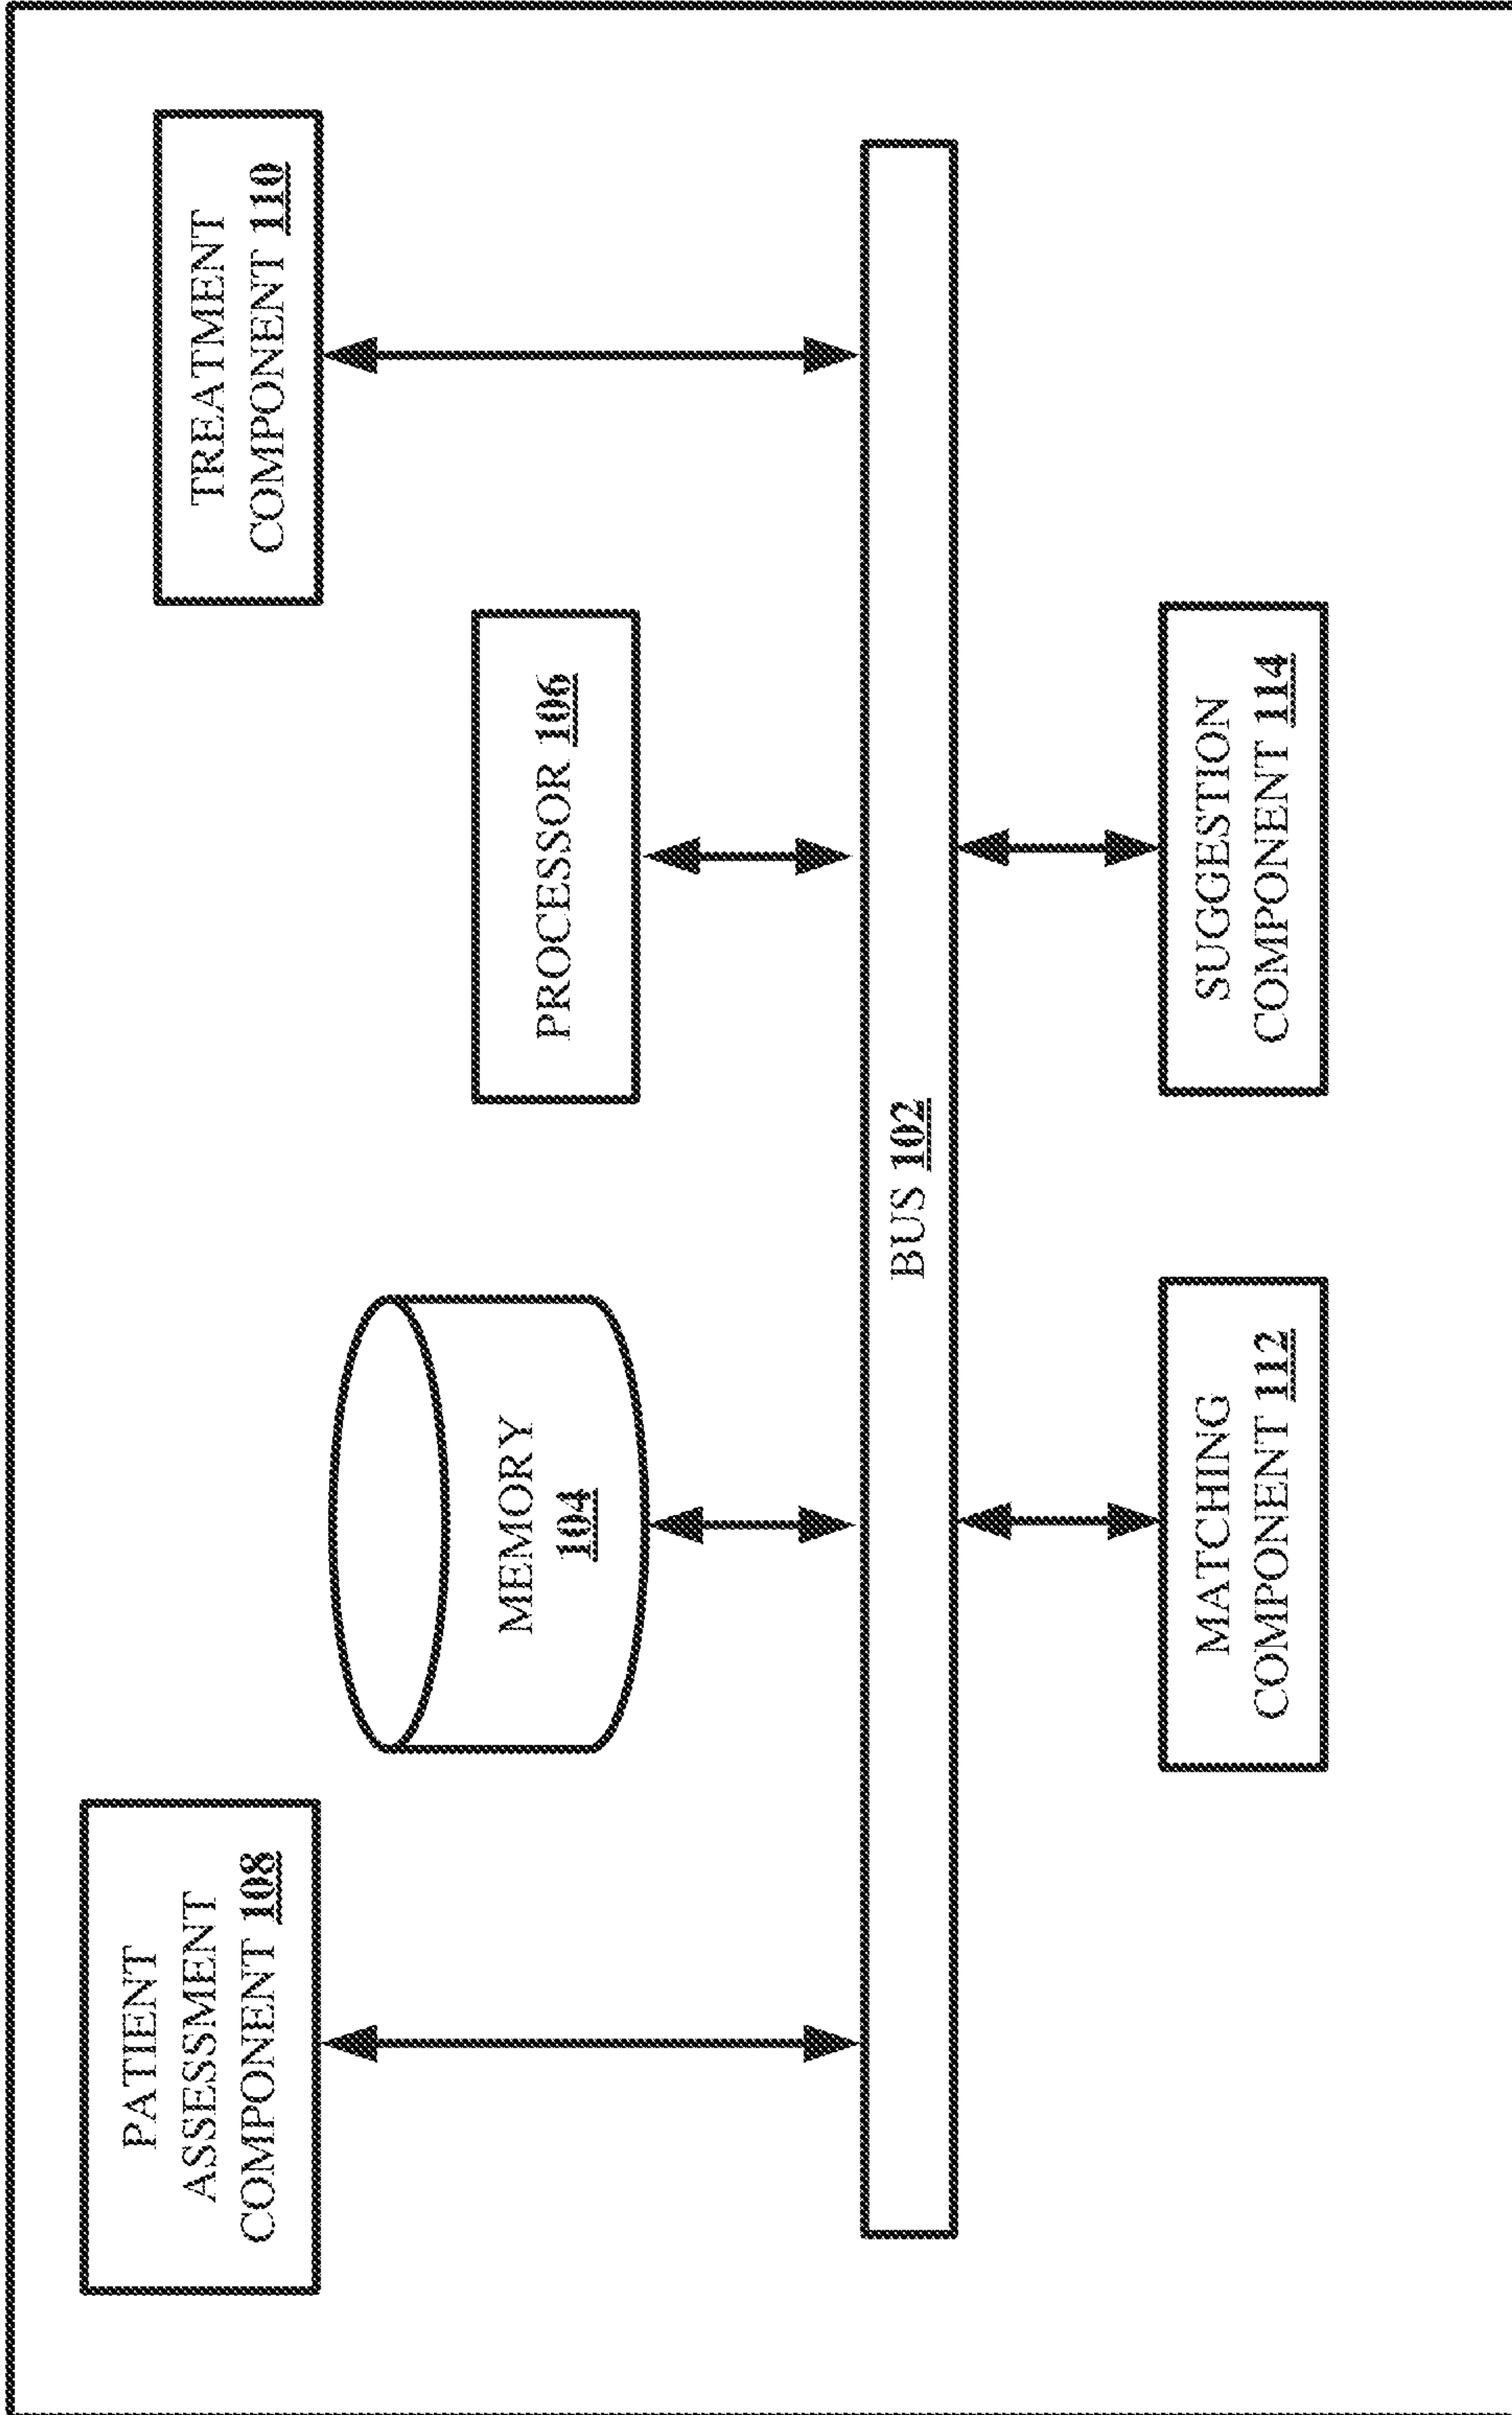 PATIENT
ASSESSMENT
COMPONENT 108
TREATMENT
COMPONENT 110
MEMORY
104
PROCESSOR 106
BUS 102
MATCHING
COMPONENT 112
SUGGESTION
COMPONENT 114